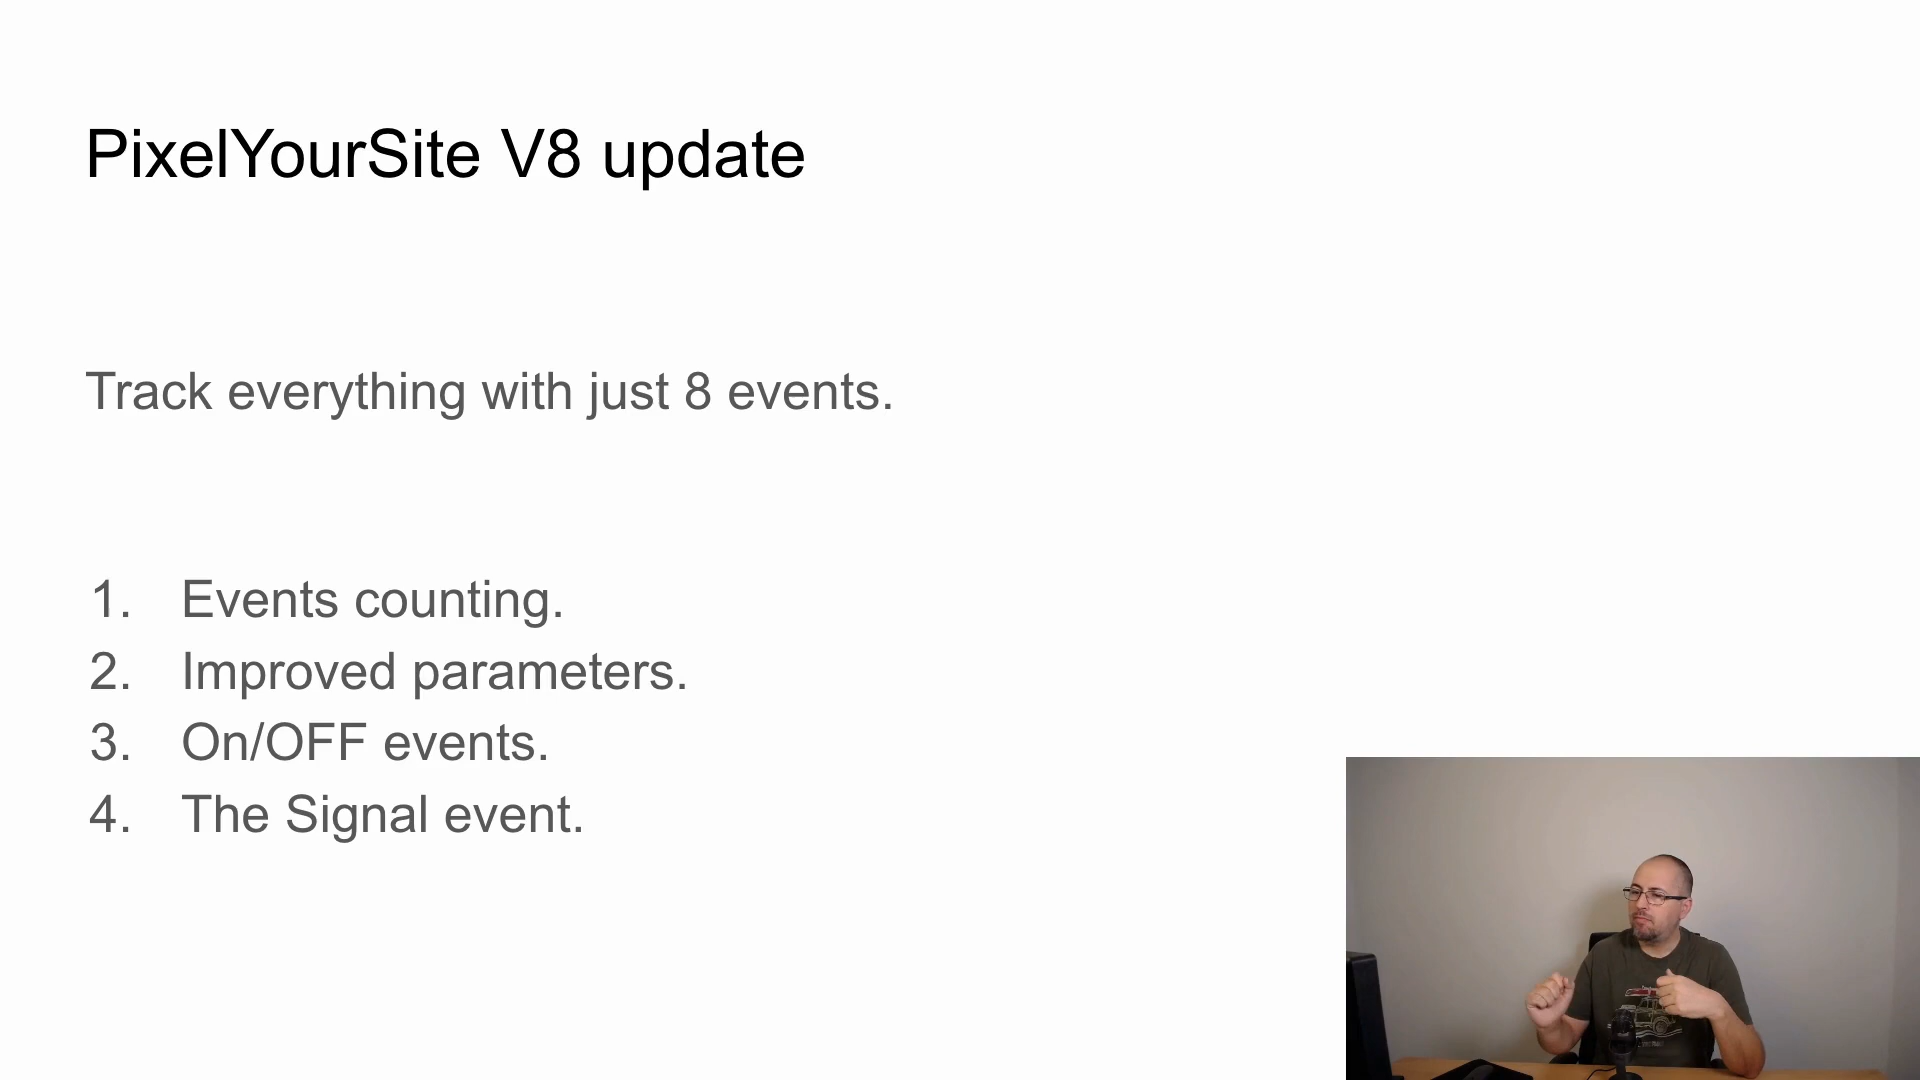 PixelYourSite V8 update
Track everything with just 8 events.
1. Events counting.
2. Improved parameters.
3. On/OFF events.
4. The Signal event.